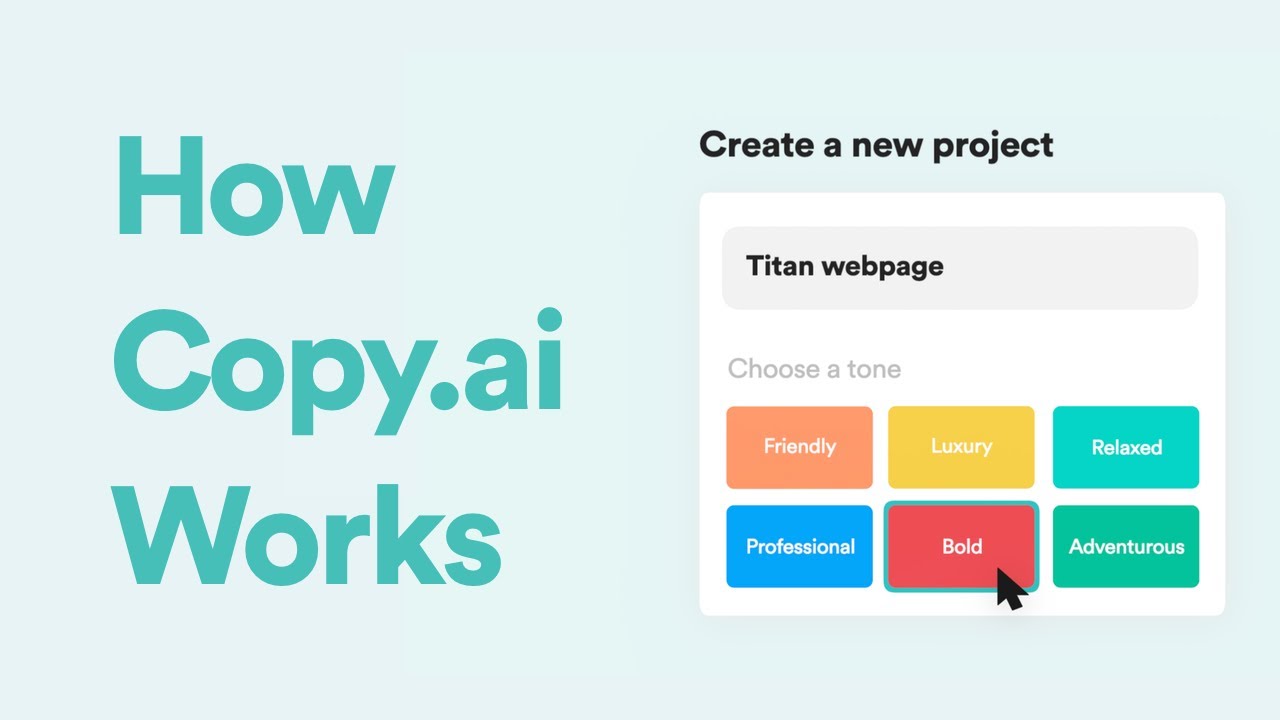 How
Copy.ai
Works
Create a new project
Titan webpage
Choose a tone
Friendly
Luxury
Relaxed
Professional
Bold
Adventurous